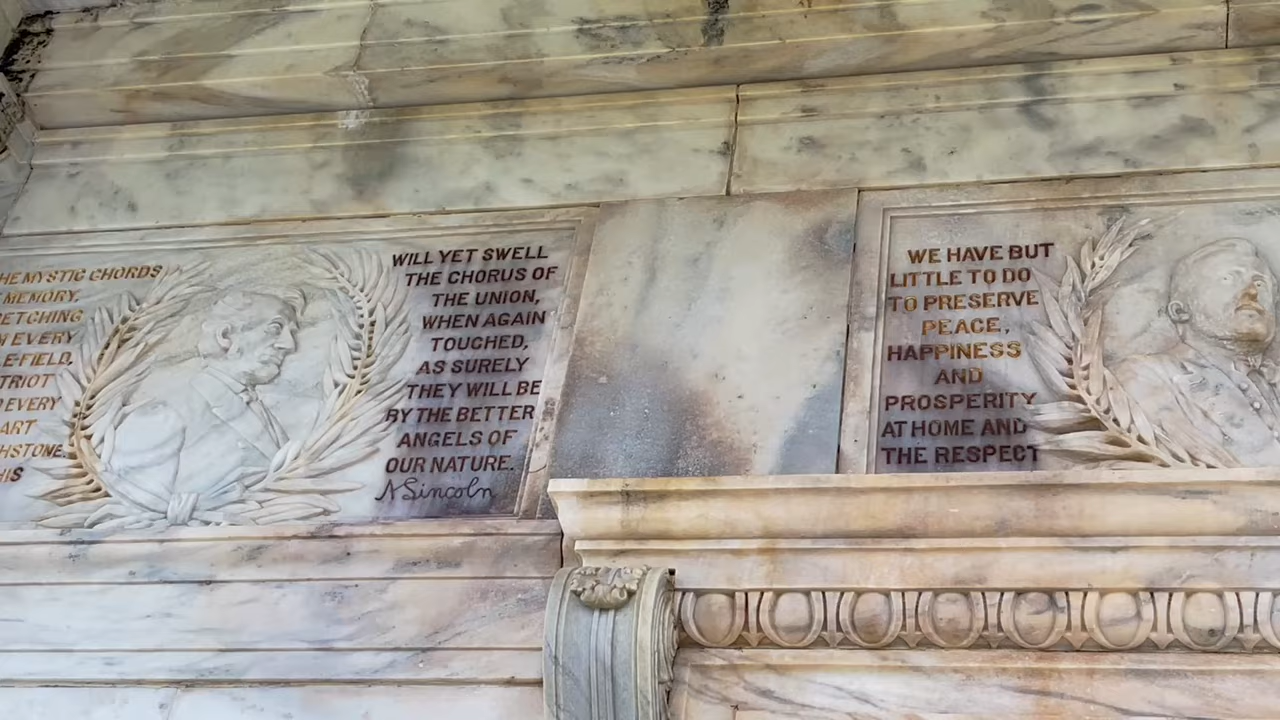 HE MYSTIC CHORDS
MEMORY,
ETCHING
EVERY
E-FIELD,
TRIOT
EVERY
ART
HSTONE
HIS
WILL YET SWELL
THE CHORUS OF
THE UNION,
WHEN AGAIN
TOUCHED,
AS SURELY
THEY WILL BE
BY THE BETTER
ANGELS OF
OUR NATURE.
A Lincoln
WE HAVE BUT
LITTLE TO DO
TO PRESERVE
PEACE,
HAPPINESS
AND
PROSPERITY
AT HOME AND
THE RESPECT